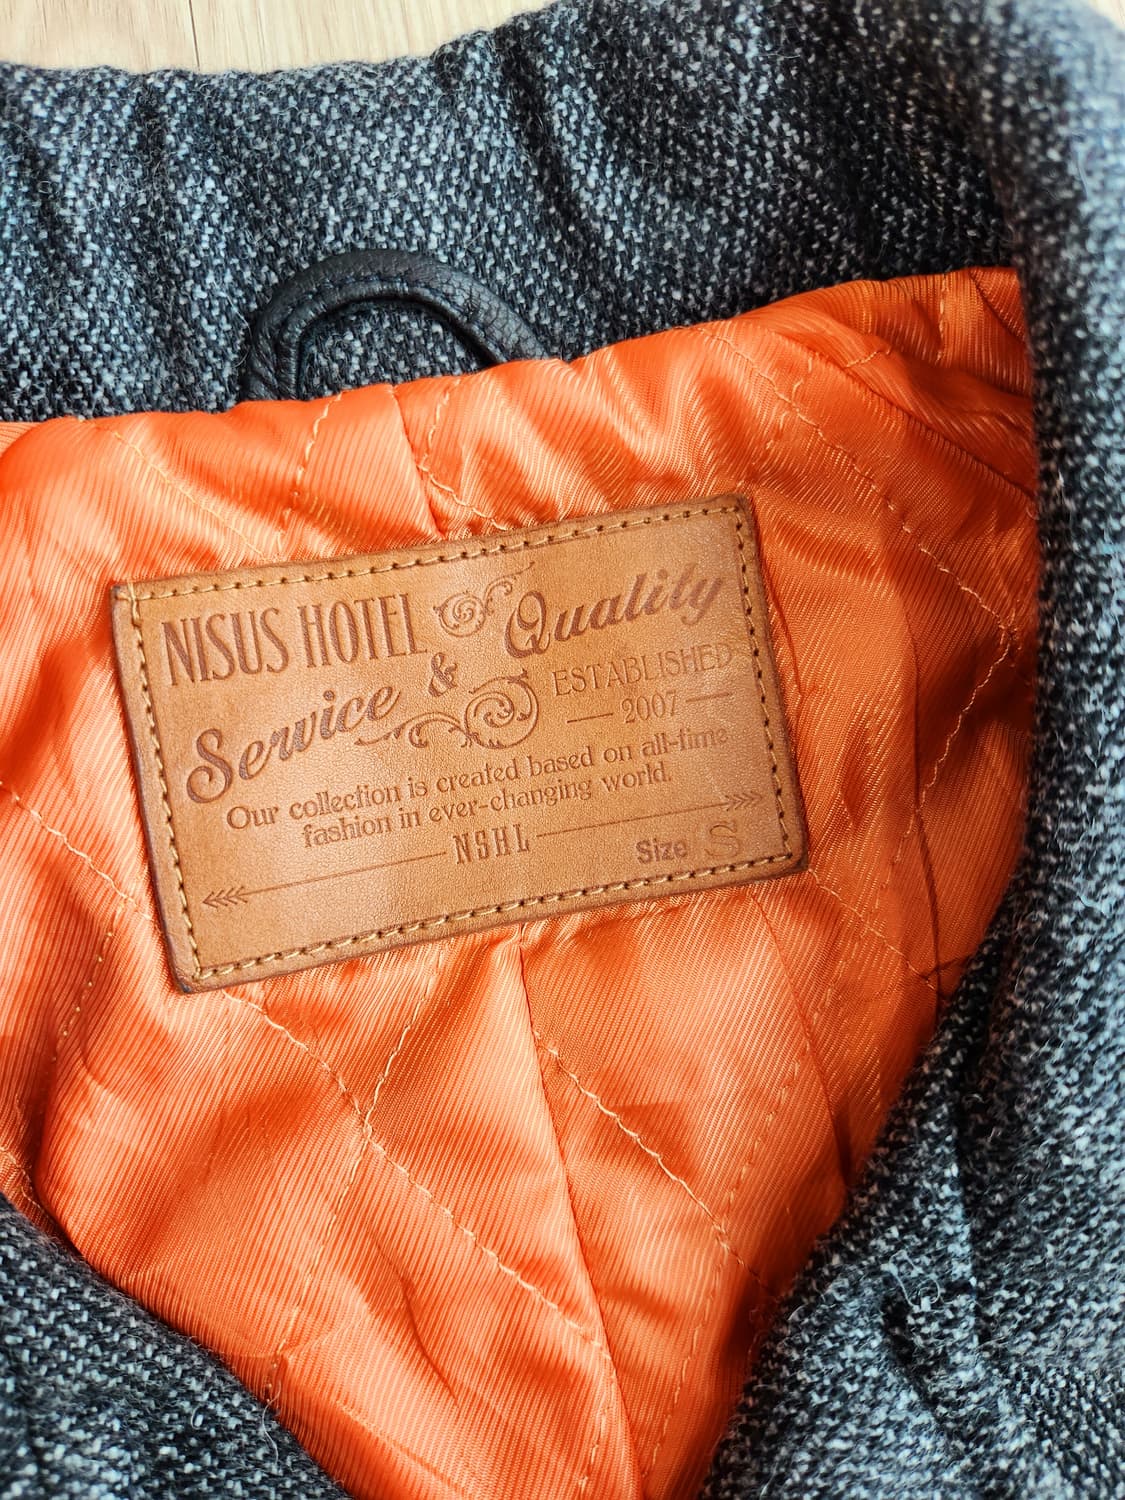 NISUS HOTEL Quality
Service &
ESTABLISHED
2007
Our collection is created based on all-time
fashion in ever-changing world.
NSHL
Size S